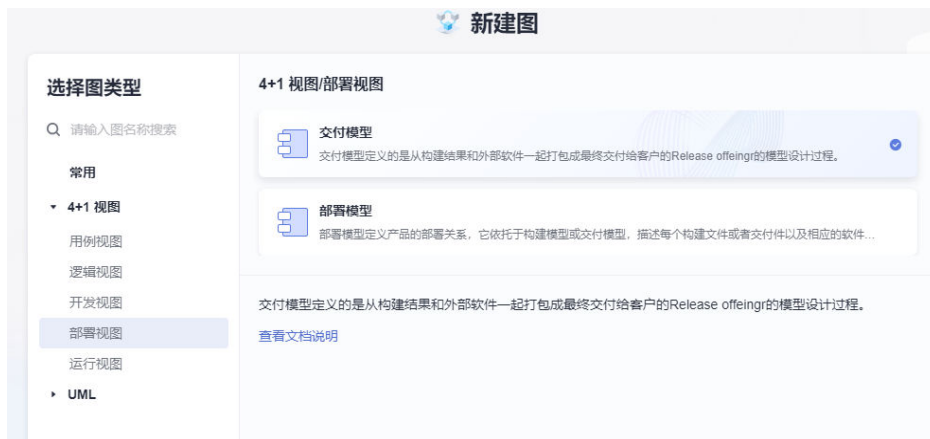 新建图
选择图类型
请输入图名称搜索
常用
4+1 视图
用例视图
逻辑视图
开发视图
部署视图
运行视图
UML
4+1 视图/部署视图
交付模型
交付模型定义的是从构建结果和外部软件一起打包成最终交付给客户的Release offeingr的模型设计过程。
部署模型
部署模型定义产品的部署关系，它依托于构建模型或交付模型，描述每个构建文件或者交付件以及相应的软件...
交付模型定义的是从构建结果和外部软件一起打包成最终交付给客户的Release offeingr的模型设计过程。
查看文档说明